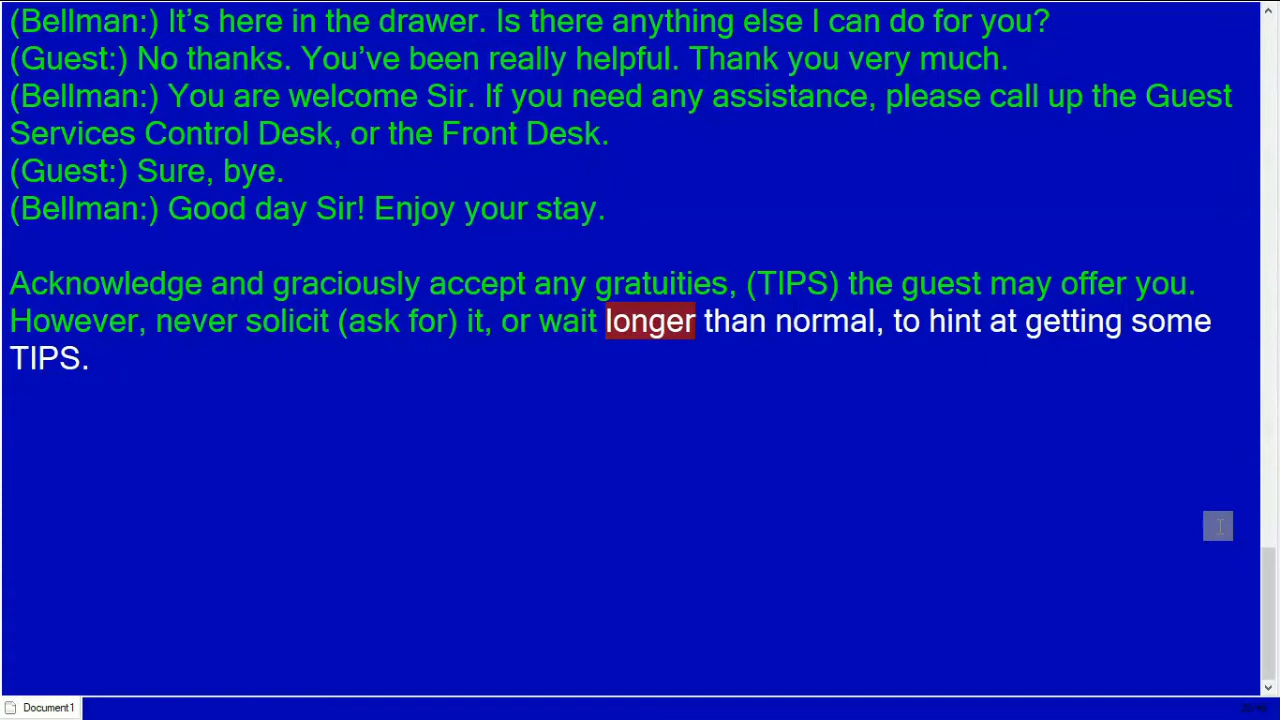 (Bellman:) It’s here in the drawer. Is there anything else I can do for you?
(Guest:) No thanks. You’ve been really helpful. Thank you very much.
(Bellman:) You are welcome Sir. If you need any assistance, please call up the Guest
Services Control Desk, or the Front Desk.
(Guest:) Sure, bye.
(Bellman:) Good day Sir! Enjoy your stay.
Acknowledge and graciously accept any gratuities, (TIPS) the guest may offer you.
However, never solicit (ask for) it, or wait longer than normal, to hint at getting some
TIPS.
Document1